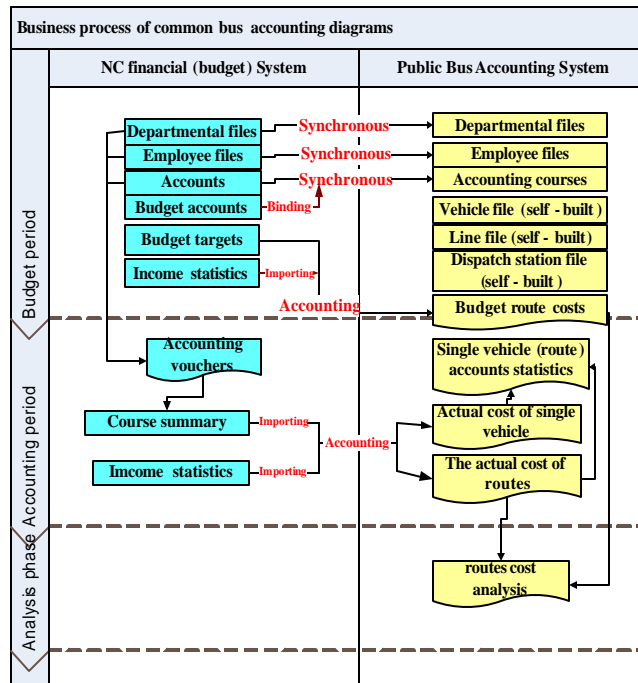 Business process of common bus accounting diagrams
NC financial (budget) System
Public Bus Accounting System
Budget period
Departmental files
Synchronous
Departmental files
Employee files
Synchronous
Employee files
Accounts
Synchronous
Accounting courses
Budget accounts
Binding
Vehicle file (self - built )
Budget targets
Line file (self - built )
Income statistics
Importing
Dispatch station file
(self - built )
Accounting
Budget route costs
Accounting period
Accounting
vouchers
Single vehicle (route)
accounts statistics
Course summary
Importing
Actual cost of single
vehicle
Accounting
Imcome statistics
Importing
The actual cost of
routes
Analysis phase
routes cost
analysis